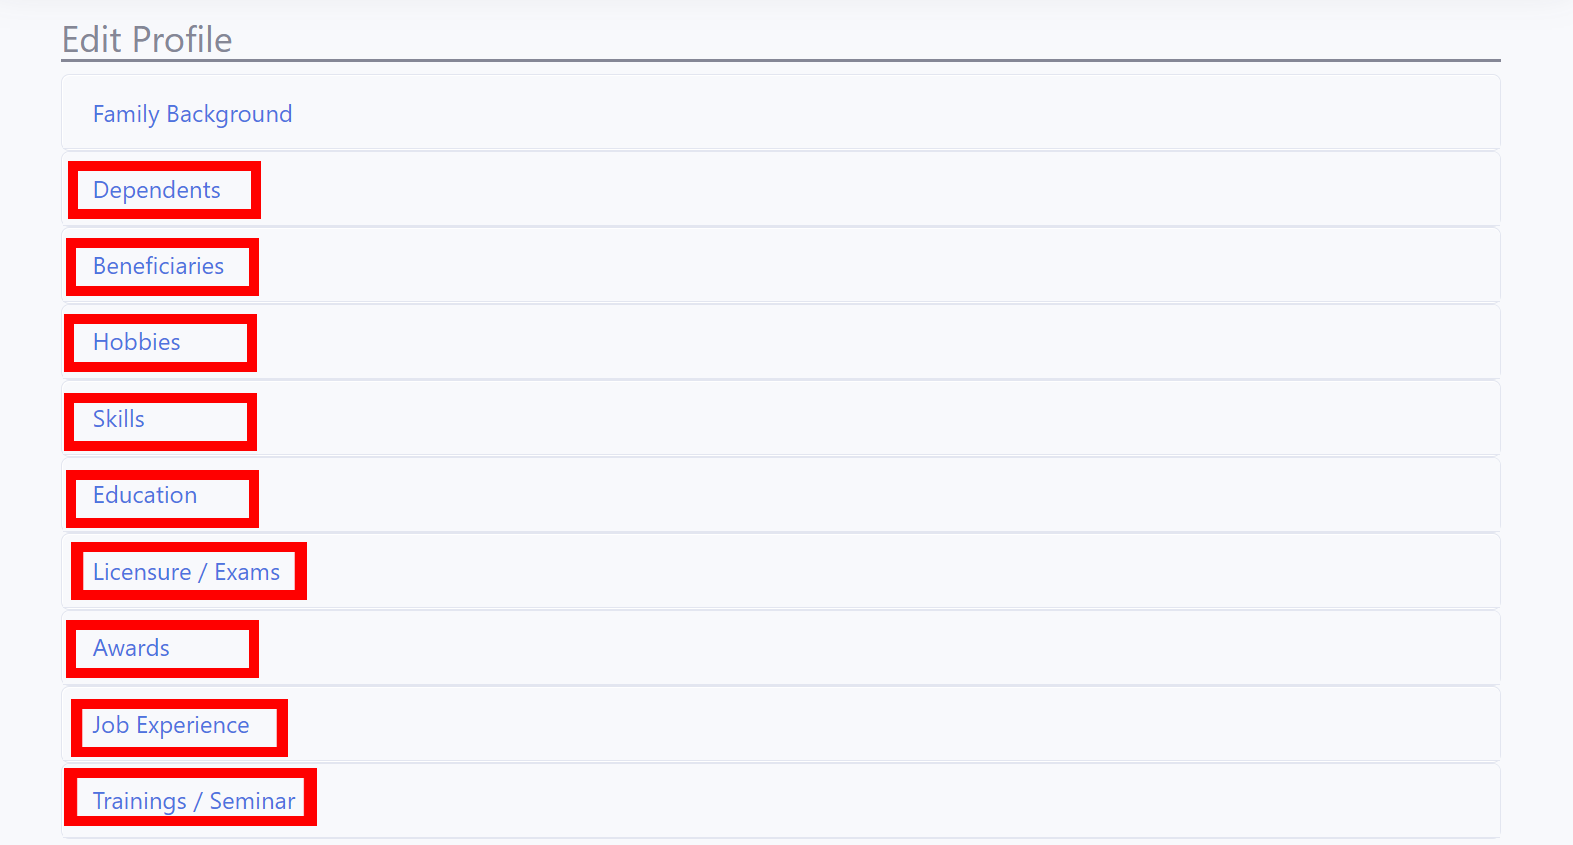 Edit Profile
Family Background
Dependents
Beneficiaries
Hobbies
Skills
Education
Licensure / Exams
Awards
Job Experience
Trainings / Seminar